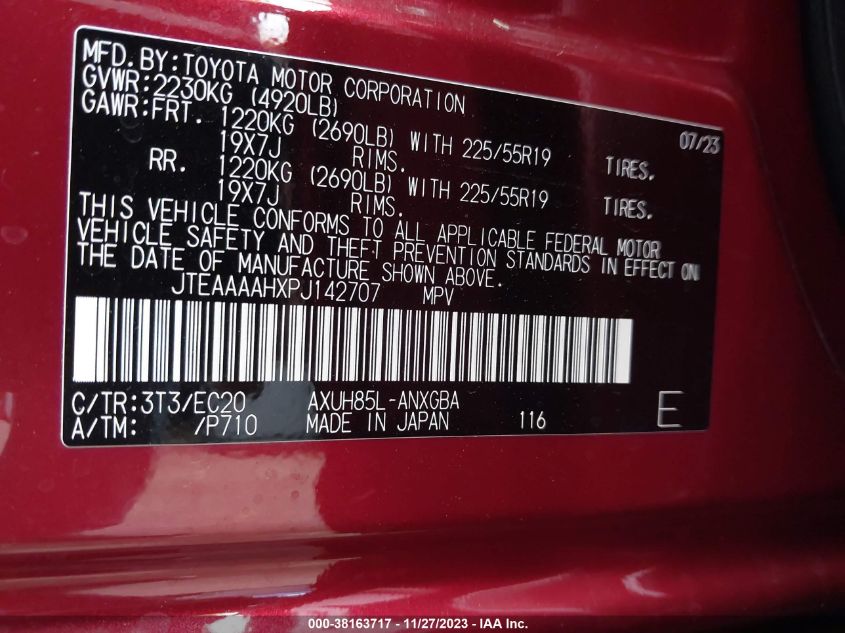 MFD. BY: TOYOTA MOTOR CORPORATION 07/23
GVWR: 2230KG (4920LB)
GAWR: FRT. 1220KG (2690LB) WITH 225/55R19 TIRES.
19X7J RIMS.
RR. 1220KG (2690LB) WITH 225/55R19 TIRES.
19X7J RIMS.
THIS VEHICLE CONFORMS TO ALL APPLICABLE FEDERAL MOTOR
VEHICLE SAFETY AND THEFT PREVENTION STANDARDS IN EFFECT ON
THE DATE OF MANUFACTURE SHOWN ABOVE.
JTEAAAAHXPJ142707 MPV
C/TR: 3T3/EC20 AXUH85L-ANXGBA
A/TM: /P710 MADE IN JAPAN 116 E
000-38163717 - 11/27/2023 - IAA Inc.